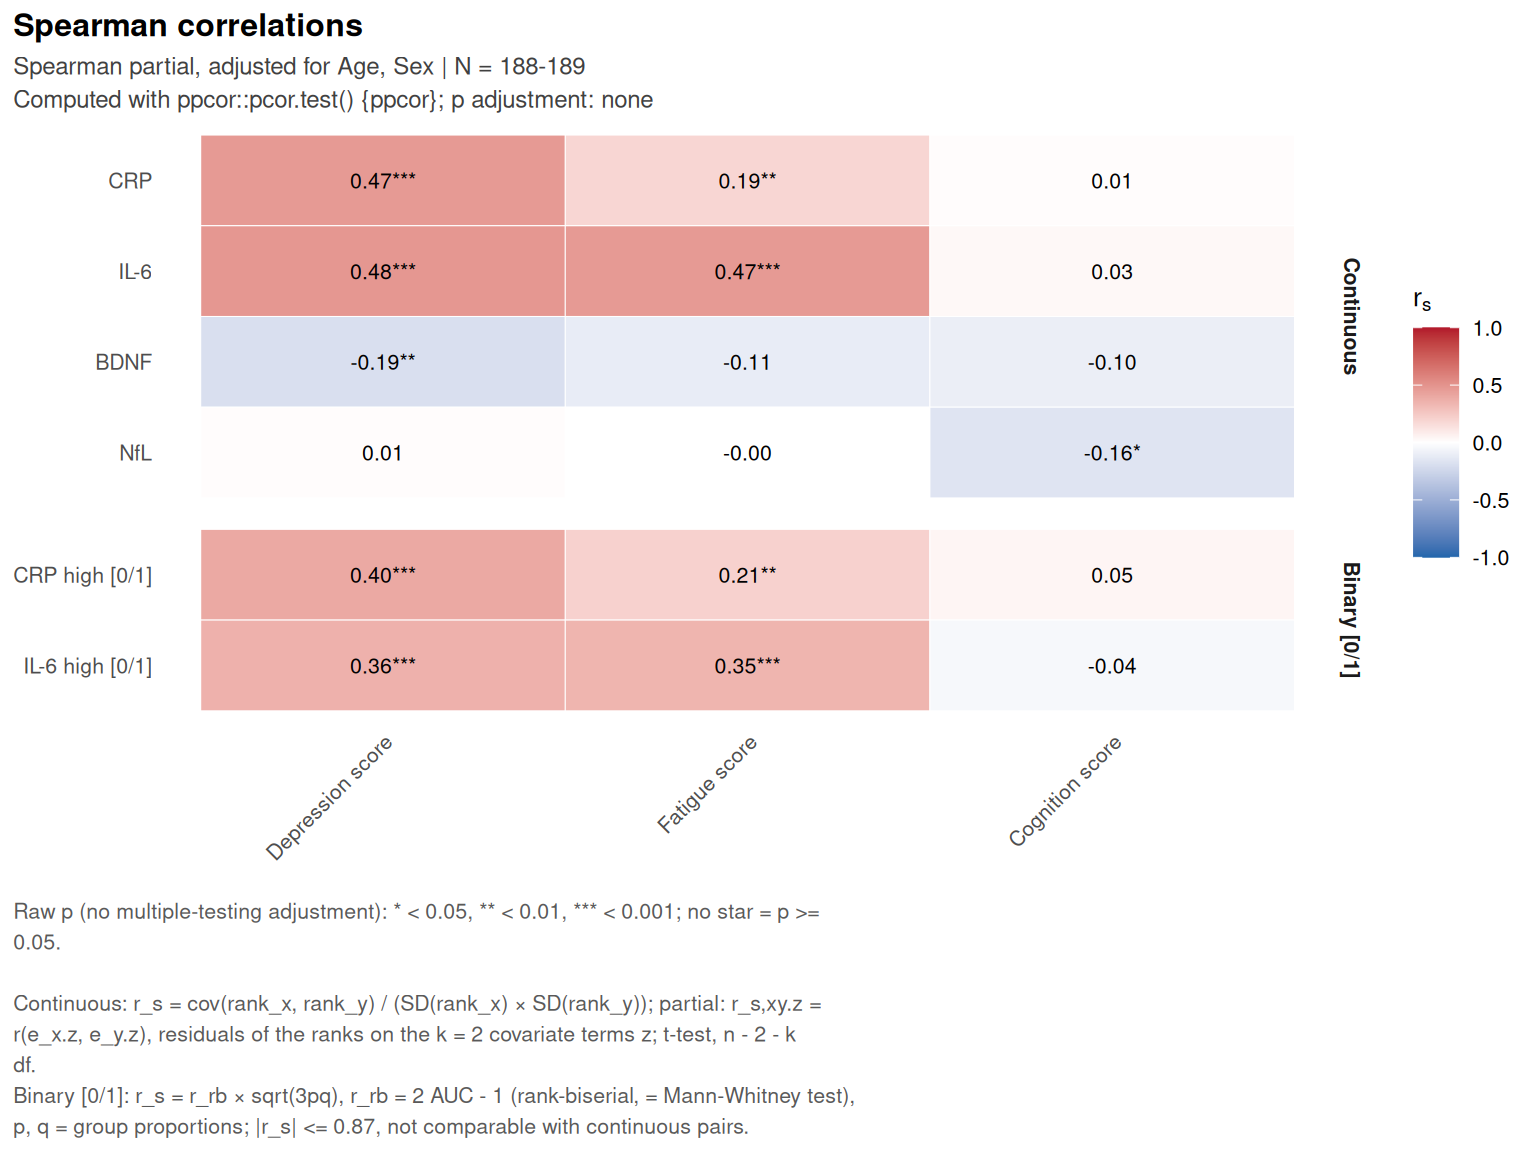 Spearman correlations
Spearman partial, adjusted for Age, Sex | N = 188-189
Computed with ppcor::pcor.test() {ppcor}; p adjustment: none
CRP 0.47*** 0.19** 0.01
IL-6 0.48*** 0.47*** 0.03
BDNF -0.19** -0.11 -0.10
NfL 0.01 -0.00 -0.16*
Continuous
CRP high [0/1] 0.40*** 0.21** 0.05
IL-6 high [0/1] 0.36*** 0.35*** -0.04
Binary [0/1]
Depression score
Fatigue score
Cognition score
rs
1.0
0.5
0.0
-0.5
-1.0
Raw p (no multiple-testing adjustment): * < 0.05, ** < 0.01, *** < 0.001; no star = p >=
0.05.
Continuous: r_s = cov(rank_x, rank_y) / (SD(rank_x) × SD(rank_y)); partial: r_s,xy.z =
r(e_x.z, e_y.z), residuals of the ranks on the k = 2 covariate terms z; t-test, n - 2 - k
df.
Binary [0/1]: r_s = r_rb × sqrt(3pq), r_rb = 2 AUC - 1 (rank-biserial, = Mann-Whitney test),
p, q = group proportions; |r_s| <= 0.87, not comparable with continuous pairs.